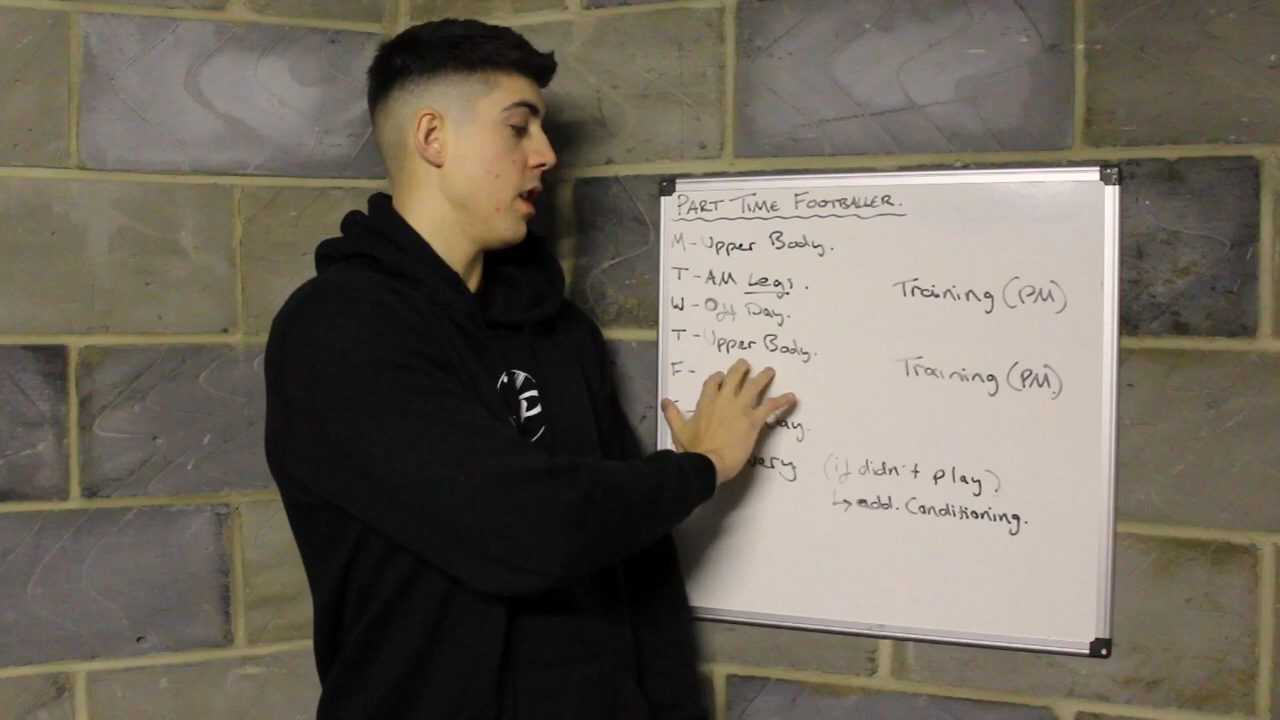 PART TIME FOOTBALLER.
M - Upper Body.
T - AM Legs. Training (PM)
W - Off Day.
T - Upper Body. Training (PM)
F -
Day.
(if didn't play)
↳ add. Conditioning.
P